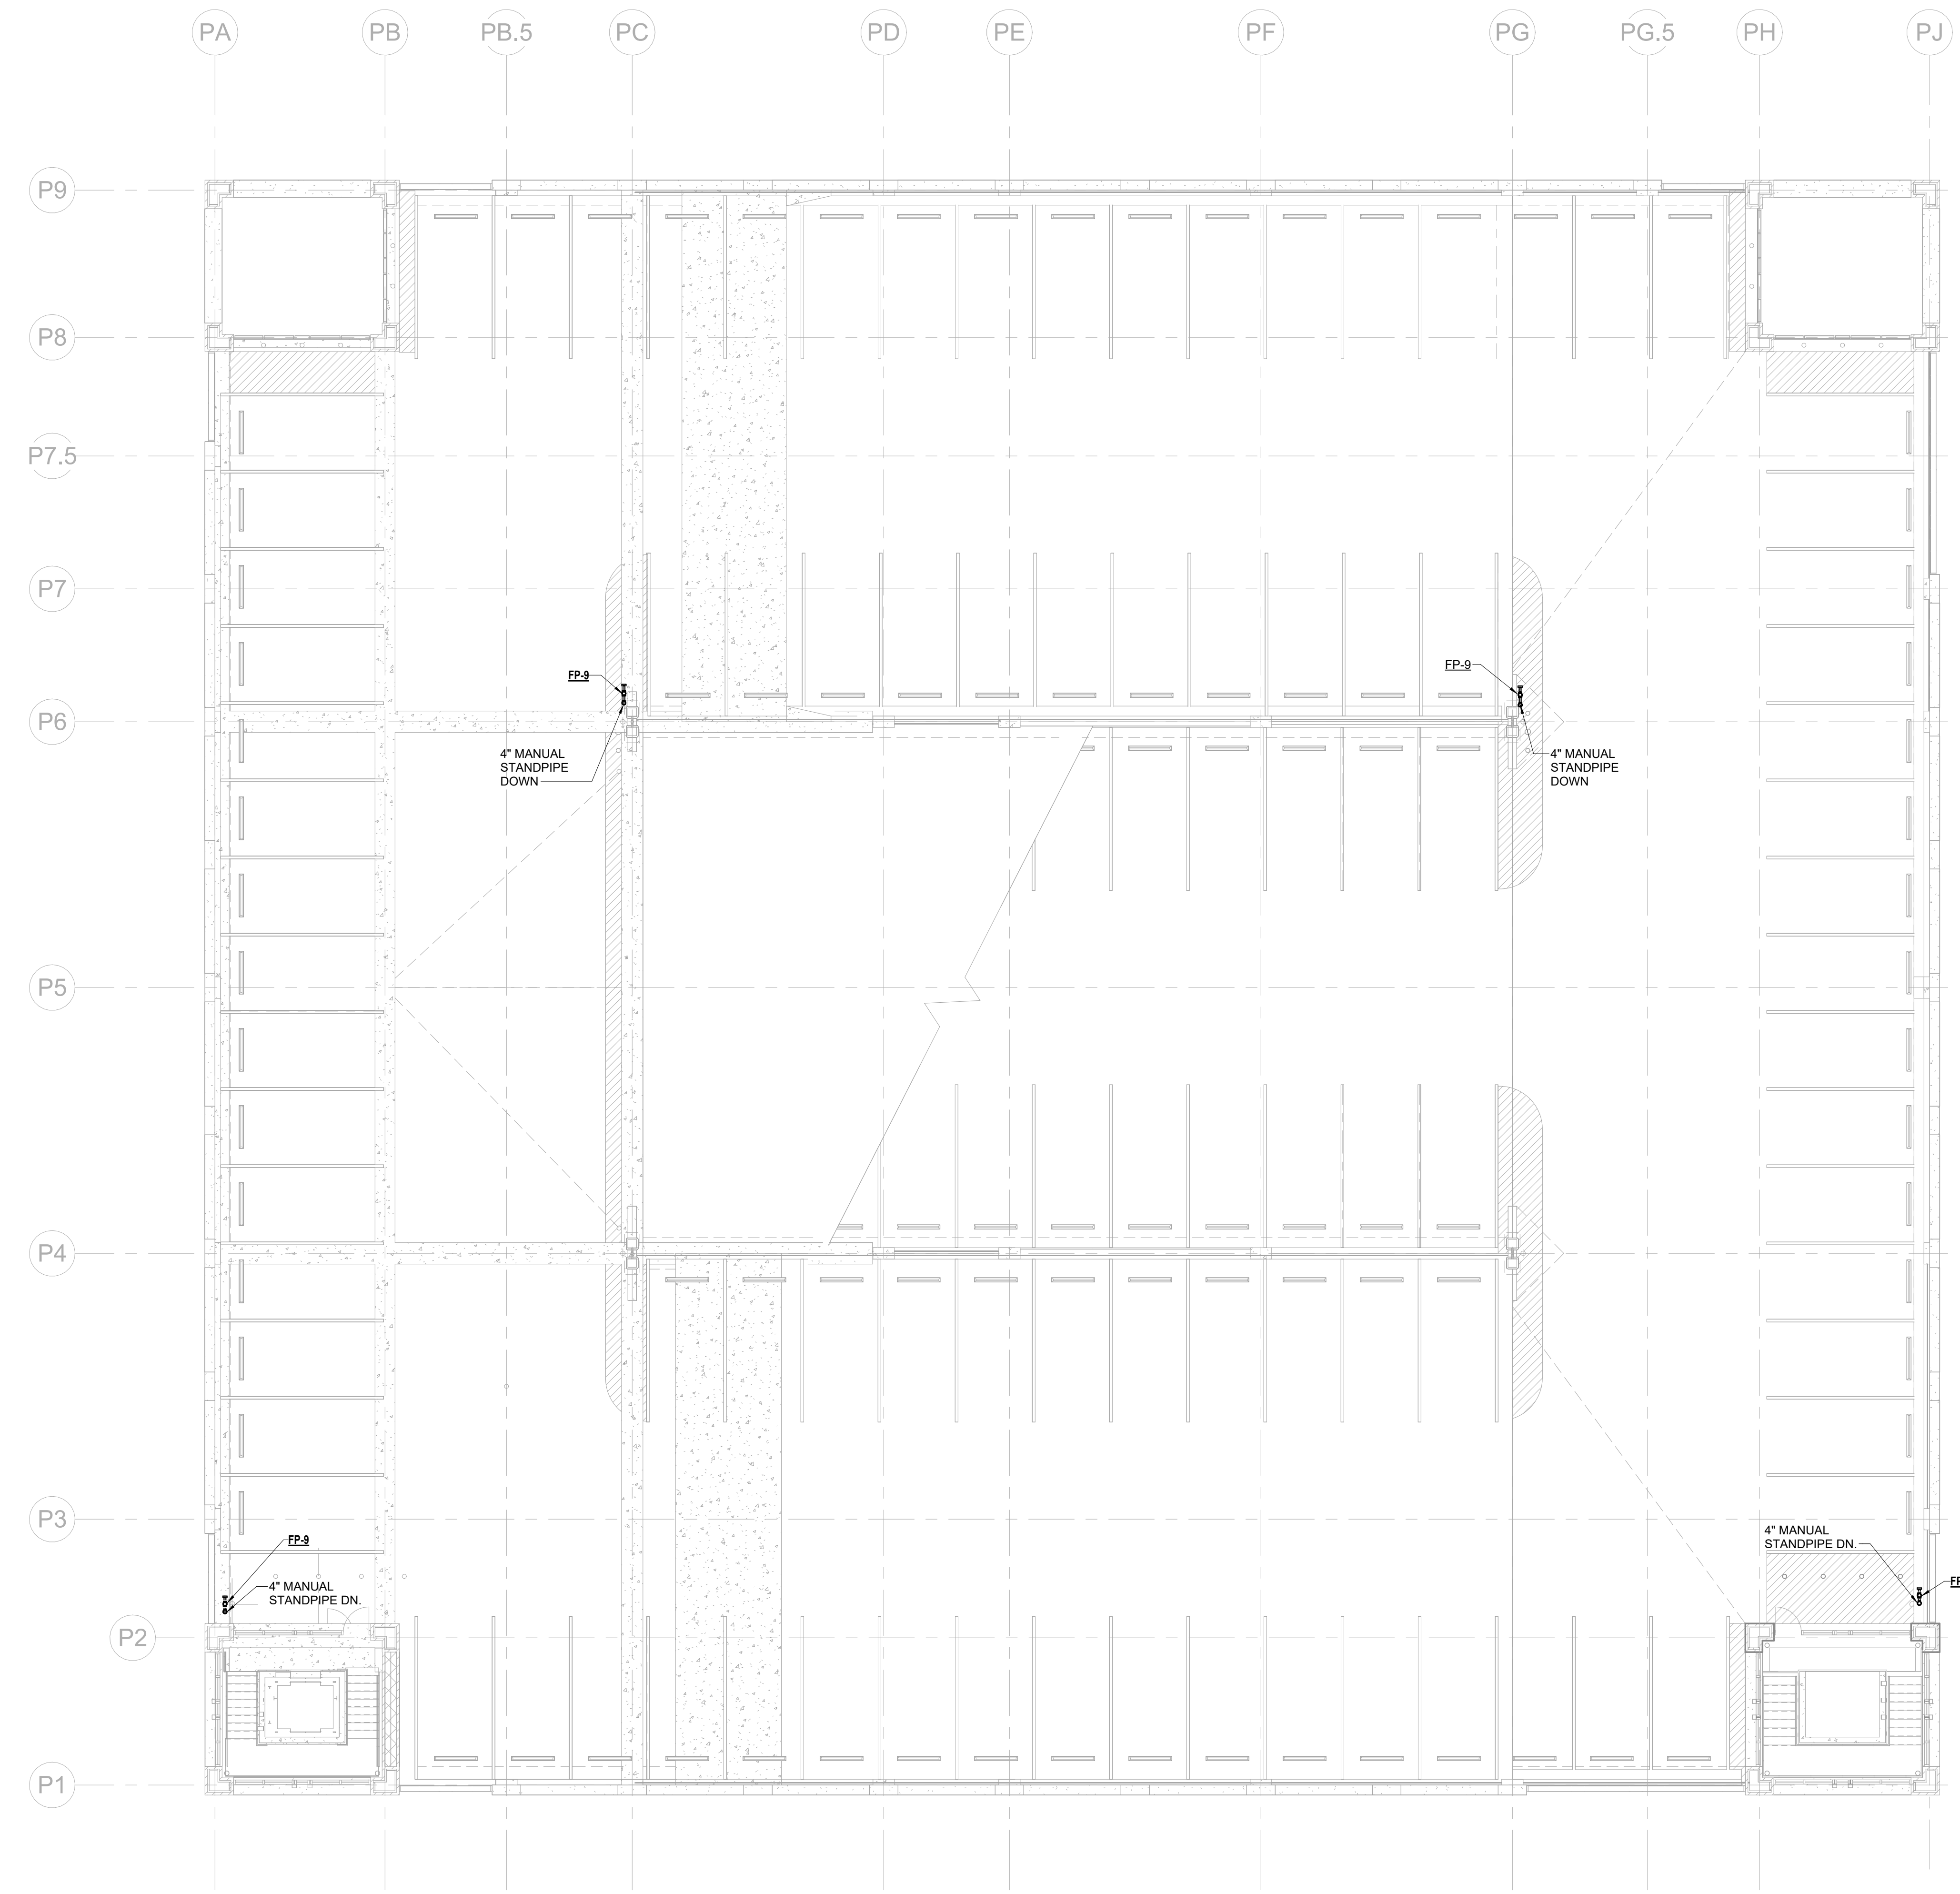 PA
PB
PB.5
PC
PD
PE
PF
PG
PG.5
PH
PJ
P9
P8
P7.5
P7
FP-9
FP-9
P6
4" MANUAL
STANDPIPE
DOWN
4" MANUAL
STANDPIPE
DOWN
P5
P4
P3
FP-9
4" MANUAL
STANDPIPE DN.
4" MANUAL
STANDPIPE DN.
P2
P1